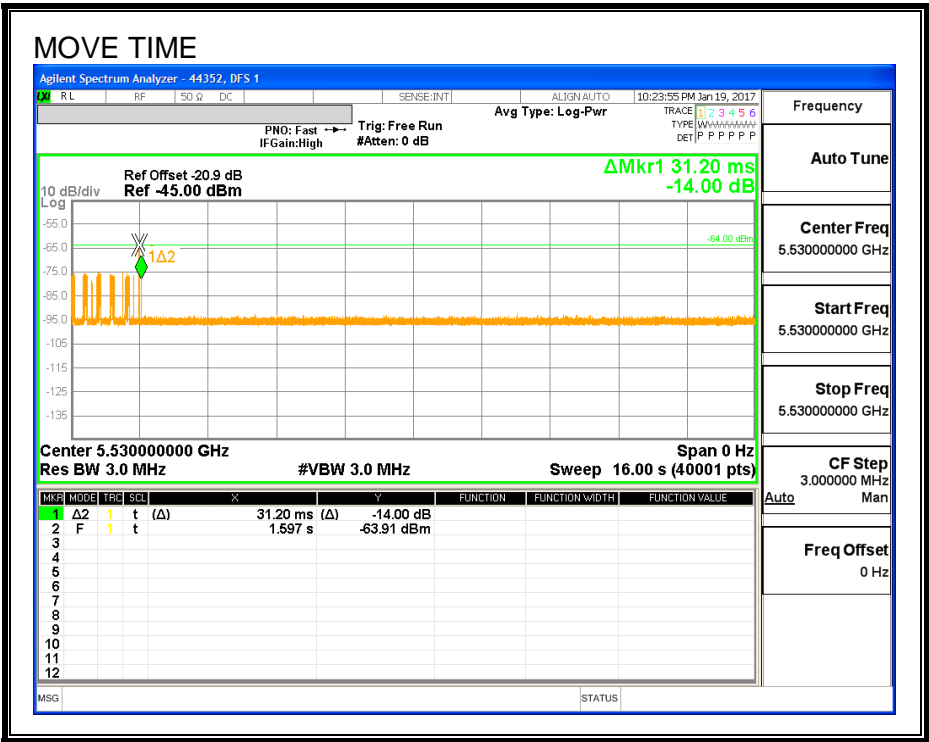 MOVE TIME
Agilent Spectrum Analyzer - 44352, DFS 1
LXI RL RF 50 Ω DC SENSE:INT ALIGN AUTO 10:23:55 PM Jan 19, 2017
PNO: Fast Trig: Free Run Avg Type: Log-Pwr TRACE 1 2 3 4 5 6
IFGain:High #Atten: 0 dB TYPE WWWWWW
DET P P P P P P
Ref Offset -20.9 dB ΔMkr1 31.20 ms
10 dB/div Ref -45.00 dBm -14.00 dB
Log
-55.0
-65.0
-64.00 dBm
1Δ2
-75.0
-85.0
-95.0
-105
-115
-125
-135
Center 5.530000000 GHz Span 0 Hz
Res BW 3.0 MHz #VBW 3.0 MHz Sweep 16.00 s (40001 pts)
MKR MODE TRC SCL X Y FUNCTION FUNCTION WIDTH FUNCTION VALUE
1 Δ2 1 t (Δ) 31.20 ms (Δ) -14.00 dB
2 F 1 t 1.597 s -63.91 dBm
3
4
5
6
7
8
9
10
11
12
MSG STATUS
Frequency
Auto Tune
Center Freq
5.530000000 GHz
Start Freq
5.530000000 GHz
Stop Freq
5.530000000 GHz
CF Step
3.000000 MHz
Auto Man
Freq Offset
0 Hz